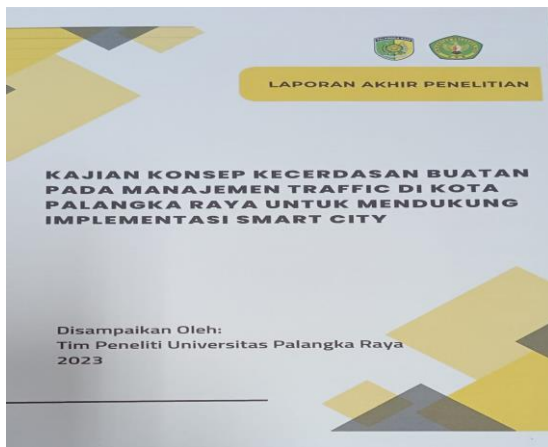 LAPORAN AKHIR PENELITIAN
KAJIAN KONSEP KECERDASAN BUATAN
PADA MANAJEMEN TRAFFIC DI KOTA
PALANGKA RAYA UNTUK MENDUKUNG
IMPLEMENTASI SMART CITY
Disampaikan Oleh:
Tim Peneliti Universitas Palangka Raya
2023